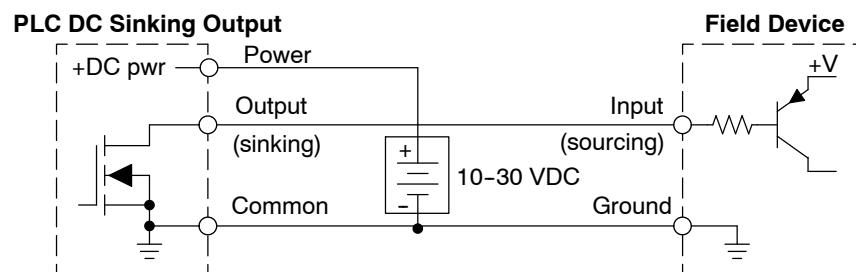 PLC DC Sinking Output
Field Device
+DC pwr
Power
+V
Output
(sinking)
Input
(sourcing)
+
10–30 VDC
–
Common
Ground